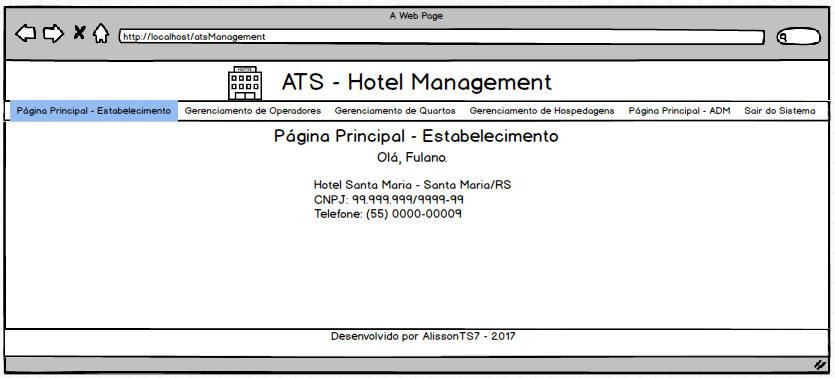 A Web Page
http://localhost/atsManagement
HOTEL
ATS - Hotel Management
Página Principal - Estabelecimento Gerenciamento de Operadores Gerenciamento de Quartos Gerenciamento de Hospedagens Página Principal - ADM Sair do Sistema
Página Principal - Estabelecimento
Olá, Fulano.
Hotel Santa Maria - Santa Maria/RS
CNPJ: 99.999.999/9999-99
Telefone: (55) 0000-00009
Desenvolvido por AlissonTS7 - 2017